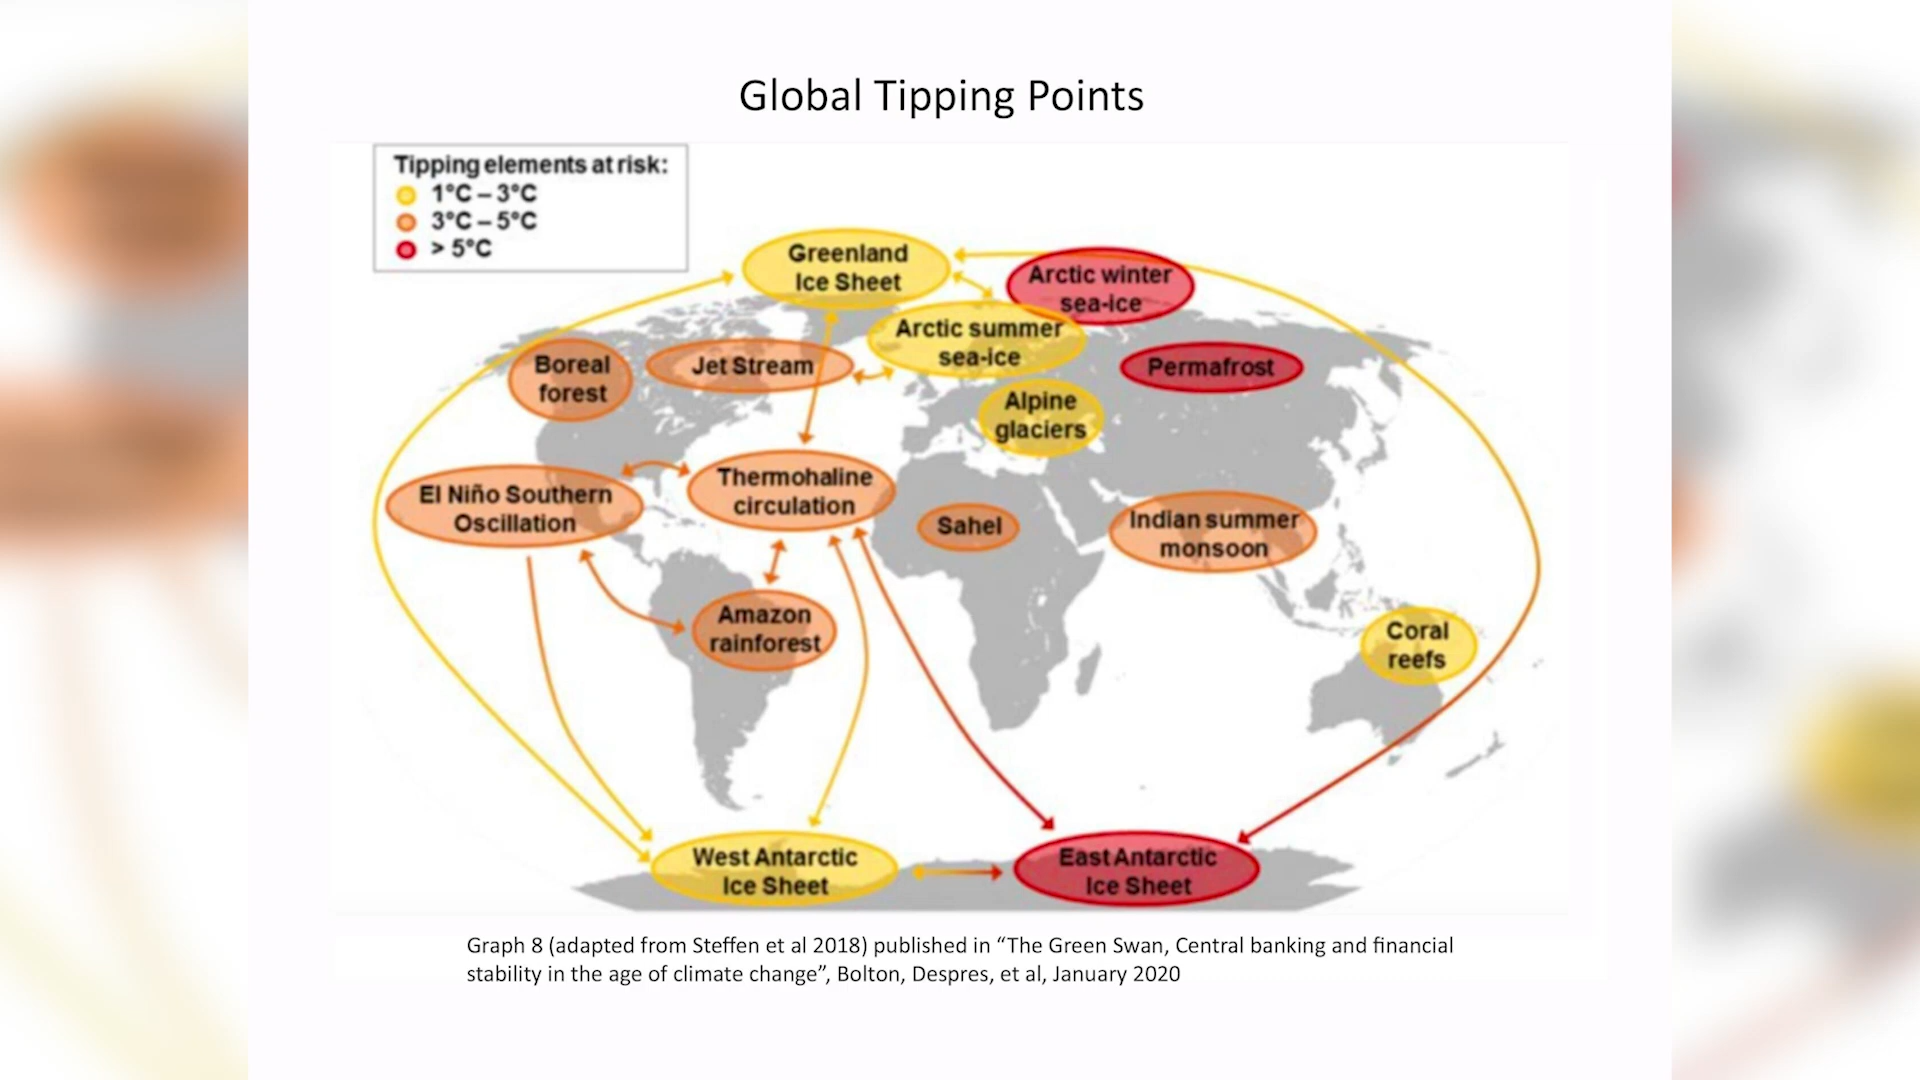 Global Tipping Points
Tipping elements at risk:
1°C – 3°C
3°C – 5°C
> 5°C
Greenland
Ice Sheet
Arctic winter
sea-ice
Arctic summer
sea-ice
Boreal
forest
Jet Stream
Permafrost
Alpine
glaciers
El Niño Southern
Oscillation
Thermohaline
circulation
Sahel
Indian summer
monsoon
Amazon
rainforest
Coral
reefs
West Antarctic
Ice Sheet
East Antarctic
Ice Sheet
Graph 8 (adapted from Steffen et al 2018) published in “The Green Swan, Central banking and financial
stability in the age of climate change”, Bolton, Despres, et al, January 2020